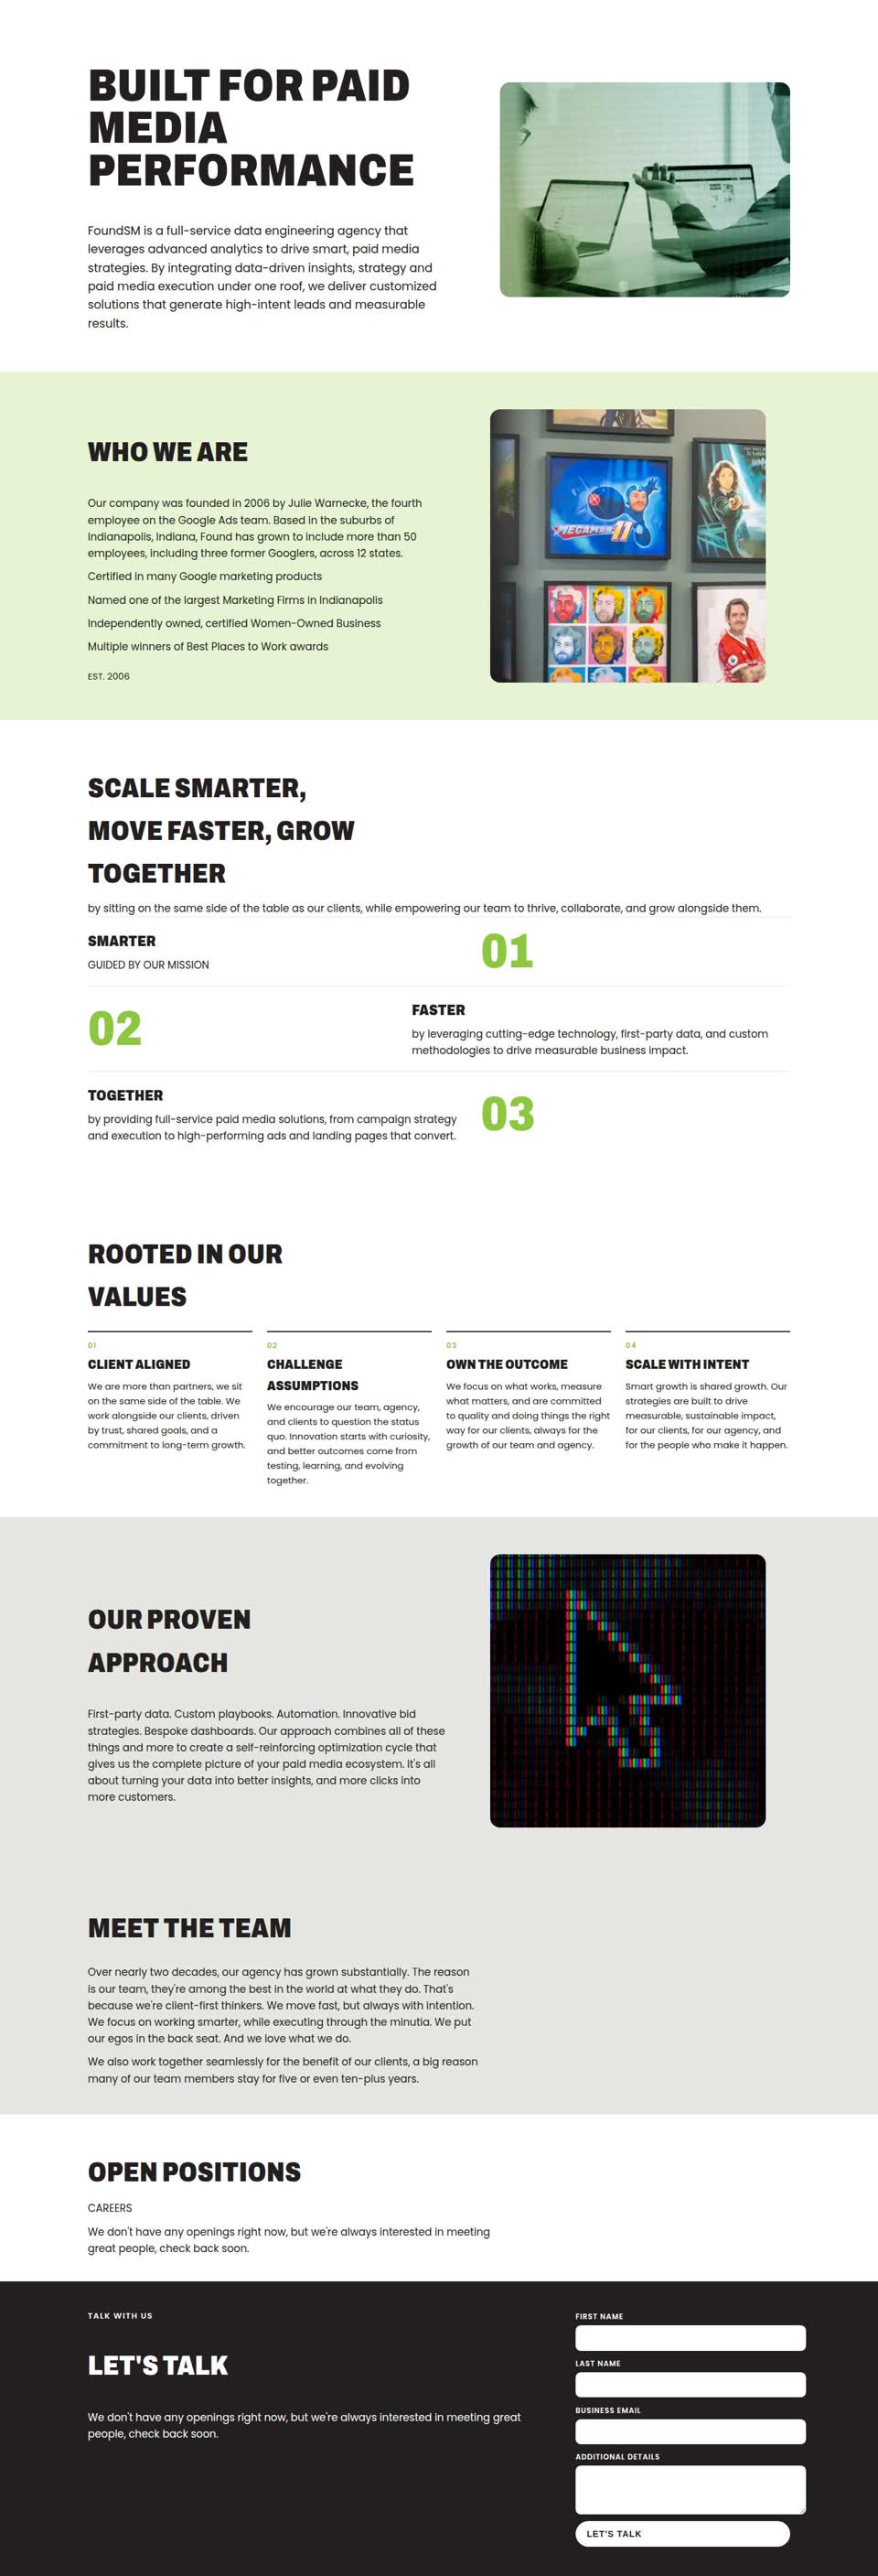 BUILT FOR PAID
MEDIA
PERFORMANCE
FoundSM is a full-service data engineering agency that
leverages advanced analytics to drive smart, paid media
strategies. By integrating data-driven insights, strategy and
paid media execution under one roof, we deliver customized
solutions that generate high-intent leads and measurable
results.
WHO WE ARE
Our company was founded in 2006 by Julie Warnecke, the fourth
employee on the Google Ads team. Based in the suburbs of
Indianapolis, Indiana, Found has grown to include more than 50
employees, including three former Googlers, across 12 states.
Certified in many Google marketing products
Named one of the largest Marketing Firms in Indianapolis
Independently owned, certified Women-Owned Business
Multiple winners of Best Places to Work awards
EST. 2006
MEGAMAN 11
SCALE SMARTER,
MOVE FASTER, GROW
TOGETHER
by sitting on the same side of the table as our clients, while empowering our team to thrive, collaborate, and grow alongside them.
SMARTER
GUIDED BY OUR MISSION
01
02
FASTER
by leveraging cutting-edge technology, first-party data, and custom
methodologies to drive measurable business impact.
TOGETHER
by providing full-service paid media solutions, from campaign strategy
and execution to high-performing ads and landing pages that convert.
03
ROOTED IN OUR
VALUES
01
CLIENT ALIGNED
We are more than partners, we sit
on the same side of the table. We
work alongside our clients, driven
by trust, shared goals, and a
commitment to long-term growth.
02
CHALLENGE
ASSUMPTIONS
We encourage our team, agency,
and clients to question the status
quo. Innovation starts with curiosity,
and better outcomes come from
testing, learning, and evolving
together.
03
OWN THE OUTCOME
We focus on what works, measure
what matters, and are committed
to quality and doing things the right
way for our clients, always for the
growth of our team and agency.
04
SCALE WITH INTENT
Smart growth is shared growth. Our
strategies are built to drive
measurable, sustainable impact,
for our clients, for our agency, and
for the people who make it happen.
OUR PROVEN
APPROACH
First-party data. Custom playbooks. Automation. Innovative bid
strategies. Bespoke dashboards. Our approach combines all of these
things and more to create a self-reinforcing optimization cycle that
gives us the complete picture of your paid media ecosystem. It's all
about turning your data into better insights, and more clicks into
more customers.
MEET THE TEAM
Over nearly two decades, our agency has grown substantially. The reason
is our team, they're among the best in the world at what they do. That's
because we're client-first thinkers. We move fast, but always with intention.
We focus on working smarter, while executing through the minutia. We put
our egos in the back seat. And we love what we do.
We also work together seamlessly for the benefit of our clients, a big reason
many of our team members stay for five or even ten-plus years.
OPEN POSITIONS
CAREERS
We don't have any openings right now, but we're always interested in meeting
great people, check back soon.
TALK WITH US
LET'S TALK
We don't have any openings right now, but we're always interested in meeting great
people, check back soon.
FIRST NAME
LAST NAME
BUSINESS EMAIL
ADDITIONAL DETAILS
LET'S TALK